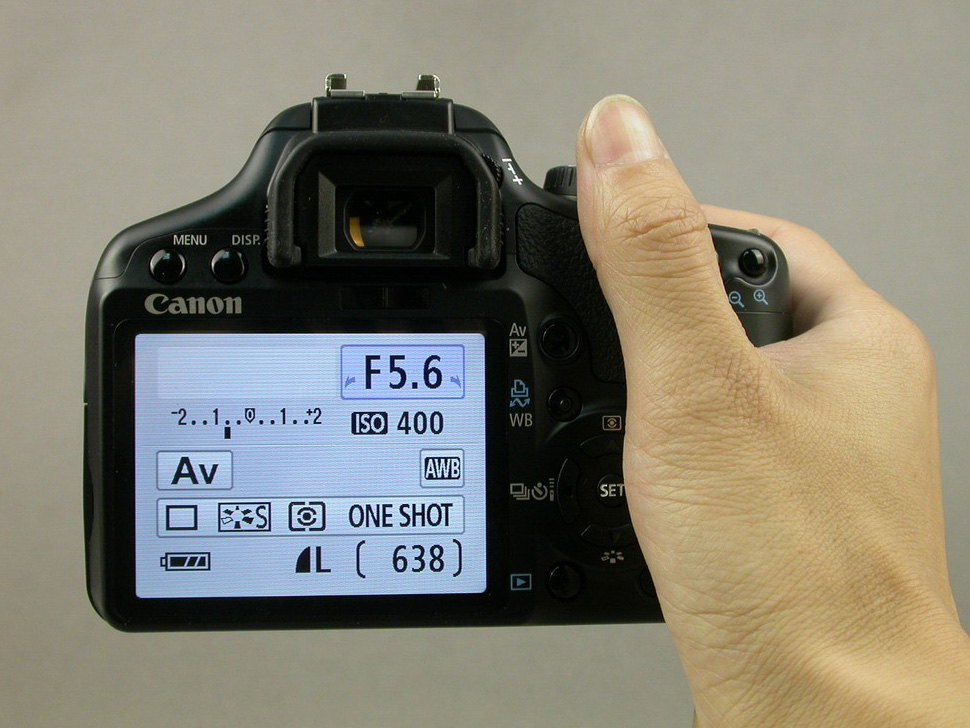 MENU DISP.
Canon
F5.6
-2..1..0..1..+2
ISO 400
Av
AWB
S
ONE SHOT
L [ 638 ]
Av
WB
SET